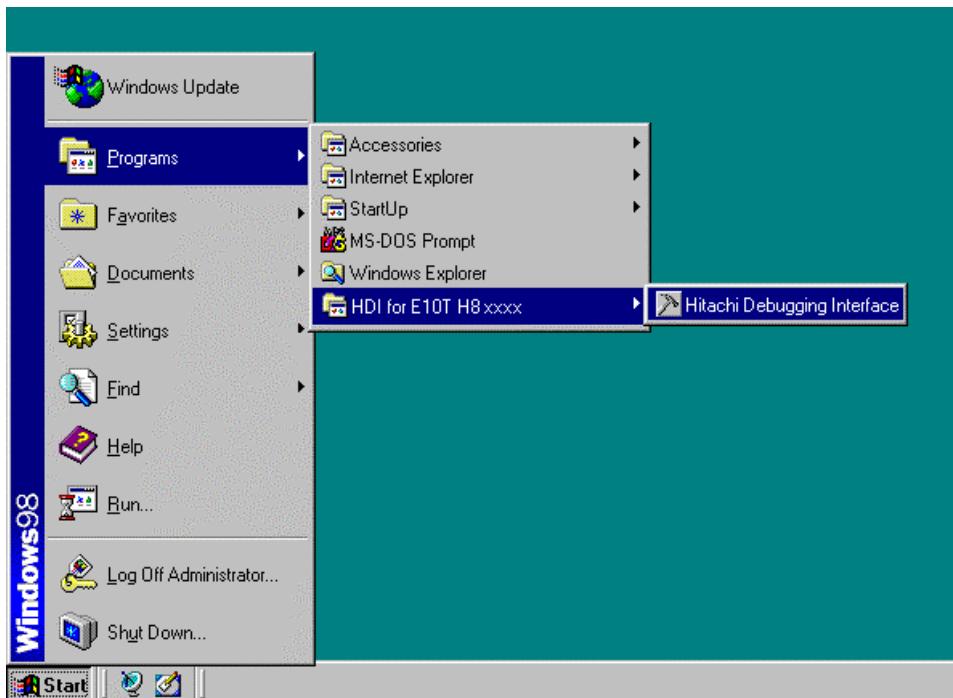 Windows Update
Programs
Favorites
Documents
Settings
Find
Help
Run...
Log Off Administrator...
Shut Down...
Windows98
Accessories
Internet Explorer
StartUp
MS-DOS Prompt
Windows Explorer
HDI for E10T H8 xxxx
Hitachi Debugging Interface
Start